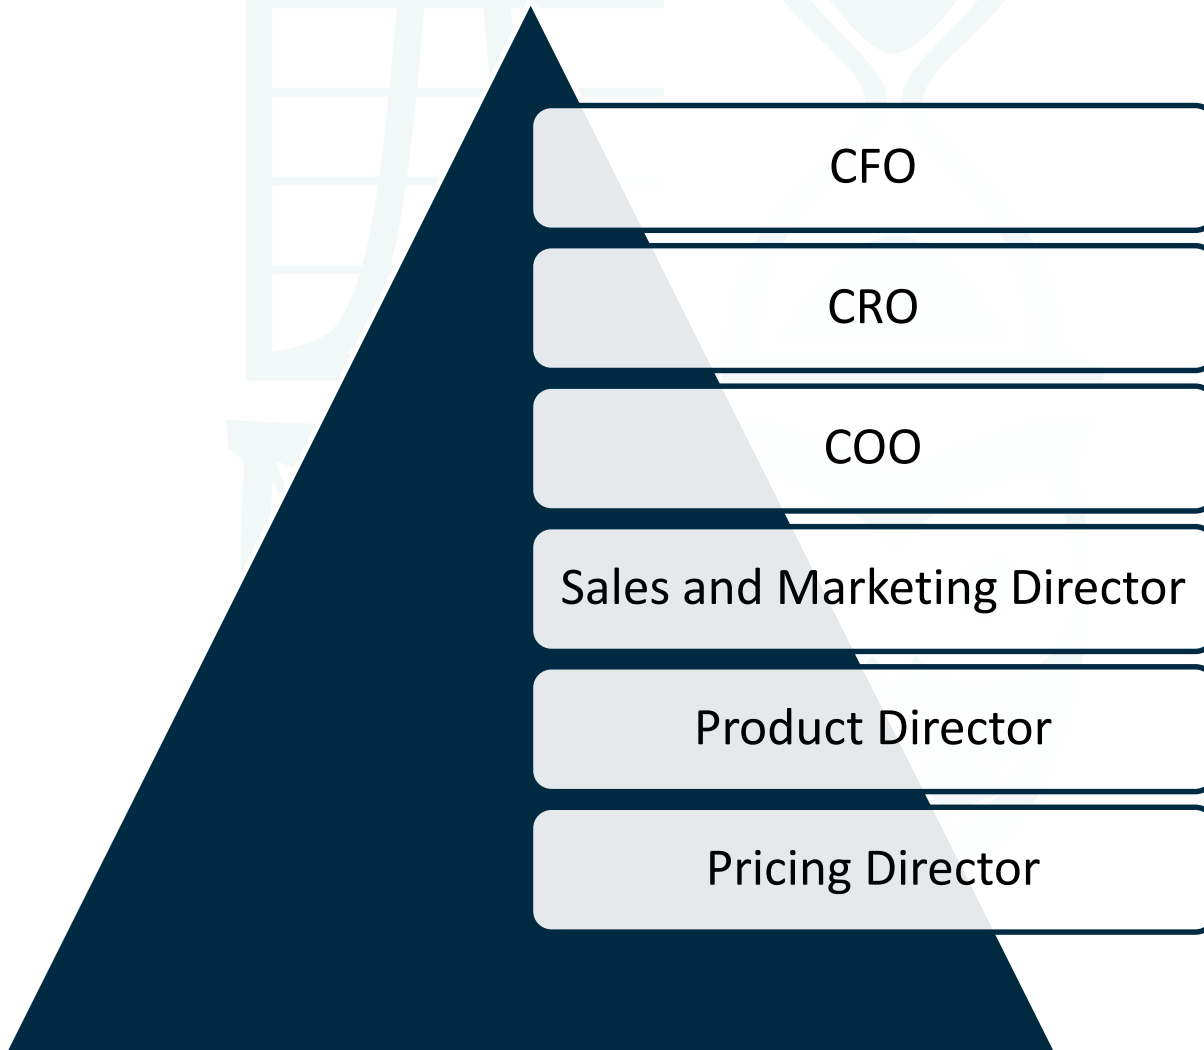 CFO
CRO
COO
Sales and Marketing Director
Product Director
Pricing Director